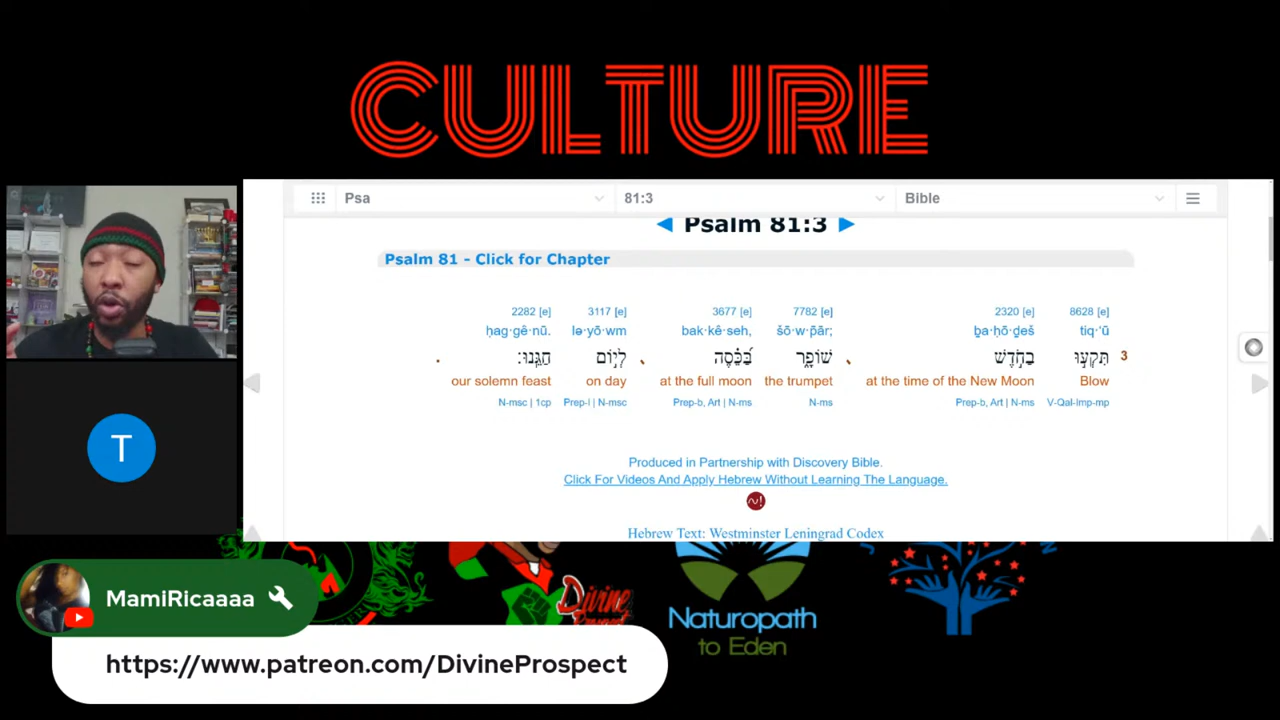 CULTURE
Psa 81:3 Bible
◄ Psalm 81:3 ►
Psalm 81 - Click for Chapter
2282 [e] 3117 [e] 3677 [e] 7782 [e] 2320 [e] 8628 [e]
ḥag·gê·nū. lə·yō·wm bak·kê·seh, šō·w·p̄ār; ḇa·ḥō·ḏeš tiq·‘ū
3 תִּקְע֣וּ בַחֹ֣דֶשׁ שׁוֹפָ֑ר בַּ֝כֵּ֗סֶה לְי֣וֹם חַגֵּֽנוּ׃
our solemn feast on day at the full moon the trumpet at the time of the New Moon Blow
N-msc | 1cp Prep-l | N-msc Prep-b, Art | N-ms N-ms Prep-b, Art | N-ms V-Qal-Imp-mp
Produced in Partnership with Discovery Bible.
Click For Videos And Apply Hebrew Without Learning The Language.
Hebrew Text: Westminster Leningrad Codex
T
Divine
Naturopath
to Eden
MamiRicaaaa
https://www.patreon.com/DivineProspect